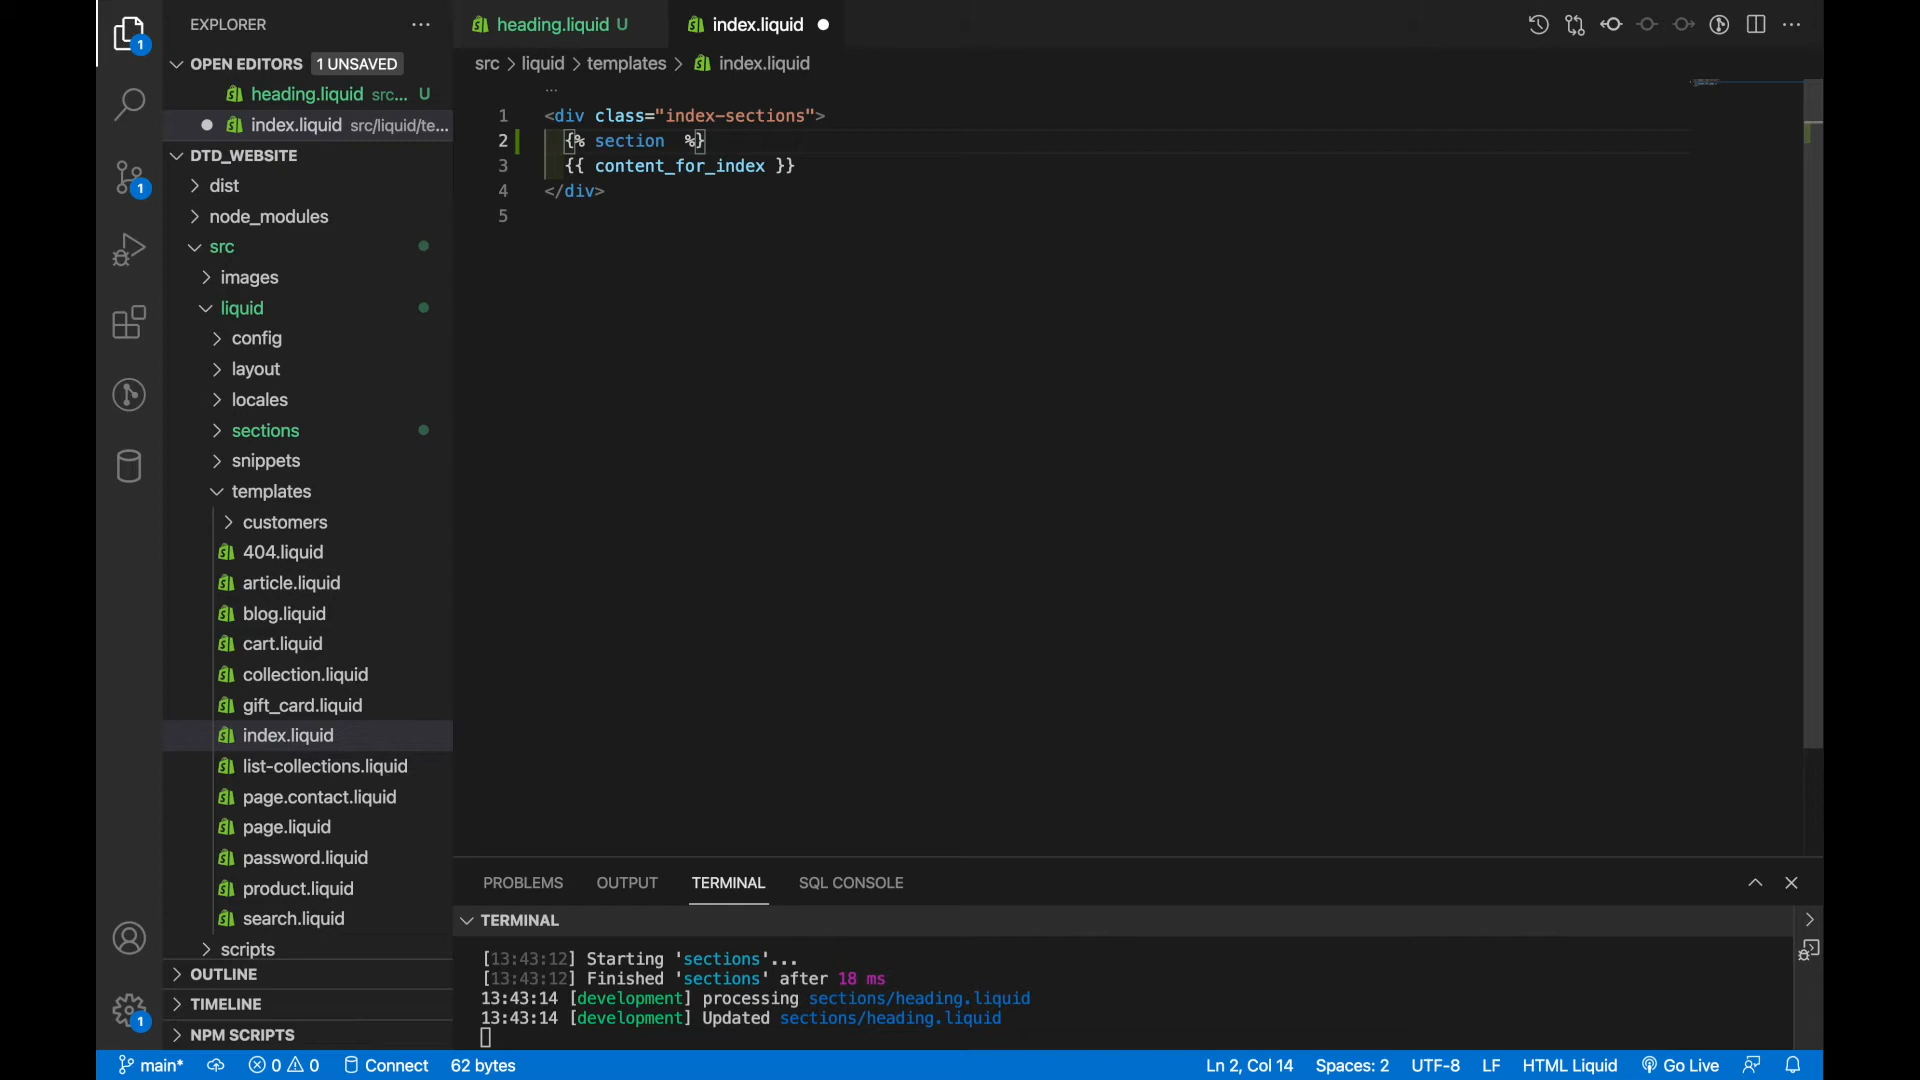 EXPLORER
OPEN EDITORS 1 UNSAVED
heading.liquid src... U
index.liquid src/liquid/te...
DTD_WEBSITE
dist
node_modules
src
images
liquid
config
layout
locales
sections
snippets
templates
customers
404.liquid
article.liquid
blog.liquid
cart.liquid
collection.liquid
gift_card.liquid
index.liquid
list-collections.liquid
page.contact.liquid
page.liquid
password.liquid
product.liquid
search.liquid
scripts
OUTLINE
TIMELINE
NPM SCRIPTS
1
1
1
heading.liquid U
index.liquid
src > liquid > templates > index.liquid
...
1 <div class="index-sections">
2 {% section  %}
3 {{ content_for_index }}
4 </div>
5
PROBLEMS OUTPUT TERMINAL SQL CONSOLE
TERMINAL
[13:43:12] Starting 'sections'...
[13:43:12] Finished 'sections' after 18 ms
13:43:14 [development] processing sections/heading.liquid
13:43:14 [development] Updated sections/heading.liquid
main* 0 0 Connect 62 bytes Ln 2, Col 14 Spaces: 2 UTF-8 LF HTML Liquid Go Live